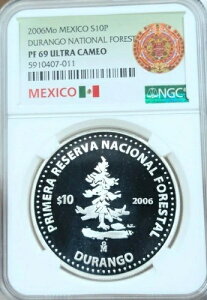 2006Mo MEXICO S10P
DURANGO NATIONAL FOREST
PF 69 ULTRA CAMEO
5910407-011
NGC
MEXICO
PRIMERA RESERVA NACIONAL FORESTAL
$10
2006
DURANGO